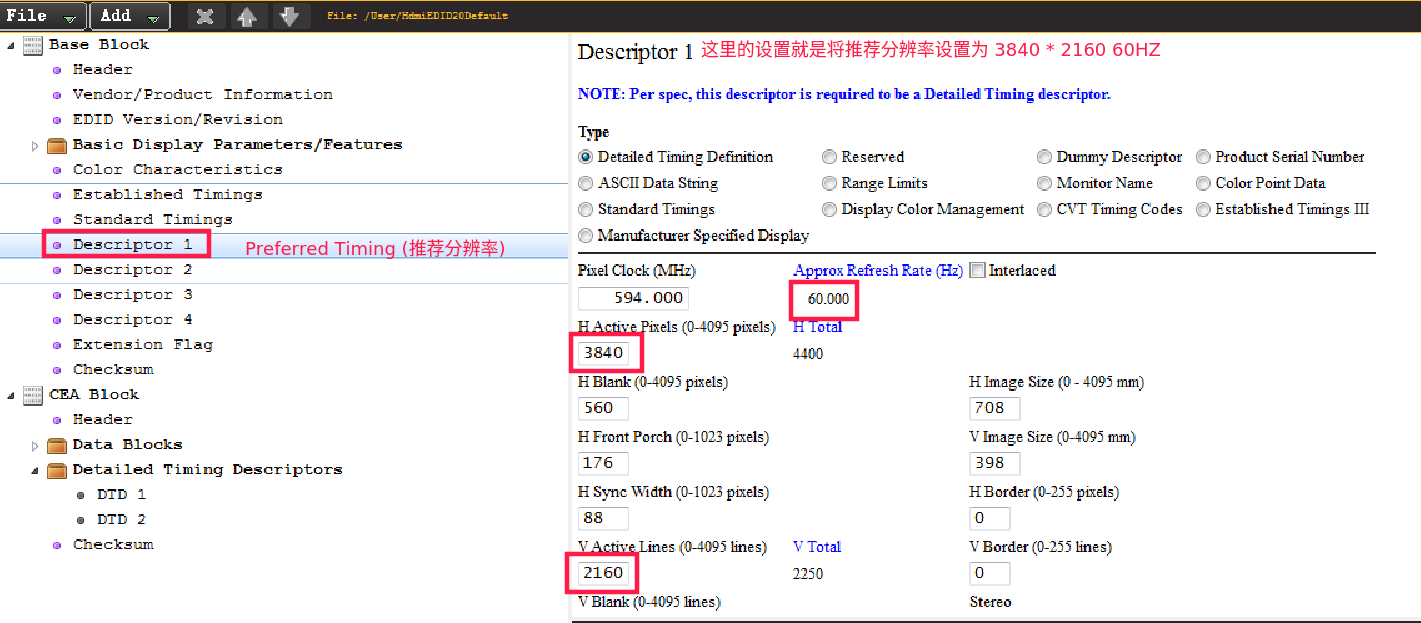 File Add File: /User/HdmiEDID20Default
Base Block
Header
Vendor/Product Information
EDID Version/Revision
Basic Display Parameters/Features
Color Characteristics
Established Timings
Standard Timings
Descriptor 1 Preferred Timing (推荐分辨率)
Descriptor 2
Descriptor 3
Descriptor 4
Extension Flag
Checksum
CEA Block
Header
Data Blocks
Detailed Timing Descriptors
DTD 1
DTD 2
Checksum
Descriptor 1 这里的设置就是将推荐分辨率设置为 3840 * 2160 60HZ
NOTE: Per spec, this descriptor is required to be a Detailed Timing descriptor.
Type
Detailed Timing Definition Reserved Dummy Descriptor Product Serial Number
ASCII Data String Range Limits Monitor Name Color Point Data
Standard Timings Display Color Management CVT Timing Codes Established Timings III
Manufacturer Specified Display
Pixel Clock (MHz) Approx Refresh Rate (Hz) Interlaced
594.000 60.000
H Active Pixels (0-4095 pixels) H Total
3840 4400
H Blank (0-4095 pixels) H Image Size (0 - 4095 mm)
560 708
H Front Porch (0-1023 pixels) V Image Size (0-4095 mm)
176 398
H Sync Width (0-1023 pixels) H Border (0-255 pixels)
88 0
V Active Lines (0-4095 lines) V Total V Border (0-255 lines)
2160 2250 0
V Blank (0-4095 lines) Stereo